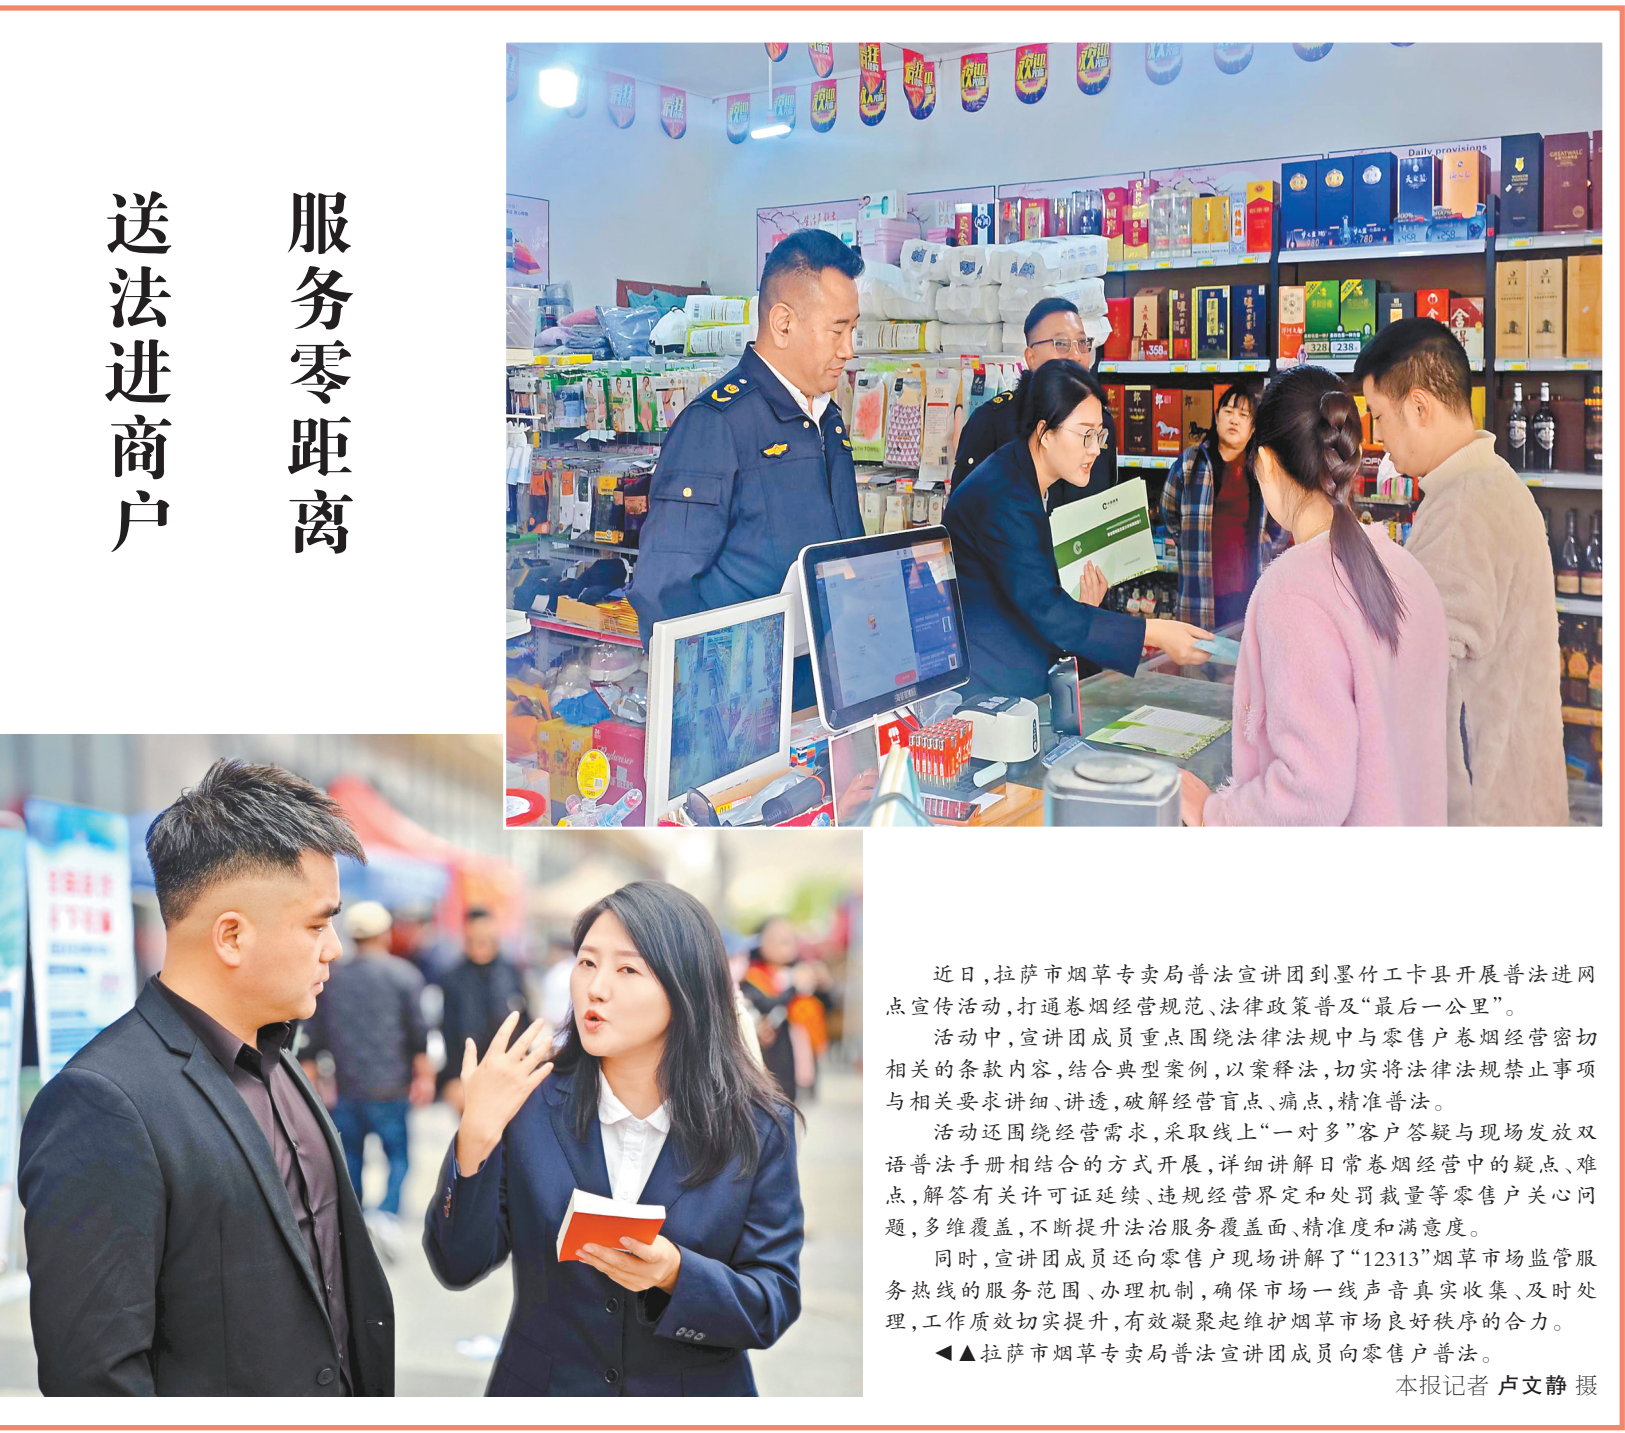 送法进商户
服务零距离
Daily provisions
358
328
238
近日,拉萨市烟草专卖局普法宣讲团到墨竹工卡县开展普法进网
点宣传活动,打通卷烟经营规范、法律政策普及“最后一公里”。
活动中,宣讲团成员重点围绕法律法规中与零售户卷烟经营密切
相关的条款内容,结合典型案例,以案释法,切实将法律法规禁止事项
与相关要求讲细、讲透,破解经营盲点、痛点,精准普法。
活动还围绕经营需求,采取线上“一对多”客户答疑与现场发放双
语普法手册相结合的方式开展,详细讲解日常卷烟经营中的疑点、难
点,解答有关许可证延续、违规经营界定和处罚裁量等零售户关心问
题,多维覆盖,不断提升法治服务覆盖面、精准度和满意度。
同时,宣讲团成员还向零售户现场讲解了“12313”烟草市场监管服
务热线的服务范围、办理机制,确保市场一线声音真实收集、及时处
理,工作质效切实提升,有效凝聚起维护烟草市场良好秩序的合力。
◀▲拉萨市烟草专卖局普法宣讲团成员向零售户普法。
本报记者 卢文静 摄